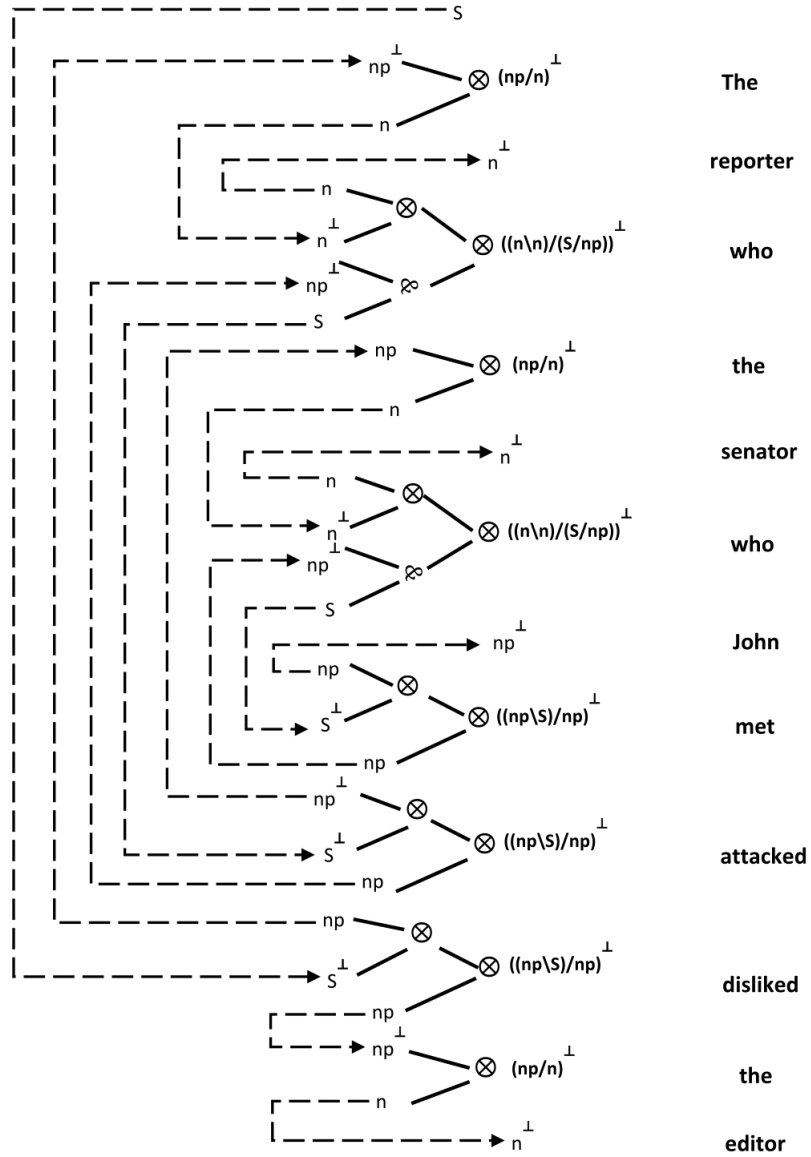 S
np⊥
⊗ (np/n)⊥ The
n
n⊥ reporter
n
⊗
n⊥ ⊗ ((n\n)/(S/np))⊥ who
np⊥
⅋
S
np ⊗ (np/n)⊥ the
n
n⊥ senator
n
⊗
n⊥ ⊗ ((n\n)/(S/np))⊥ who
np⊥
⅋
S
np⊥ John
np
⊗
S⊥ ⊗ ((np\S)/np)⊥ met
np
np⊥
⊗
S⊥ ⊗ ((np\S)/np)⊥ attacked
np
np
⊗
S⊥ ⊗ ((np\S)/np)⊥ disliked
np
np⊥
⊗ (np/n)⊥ the
n
n⊥ editor